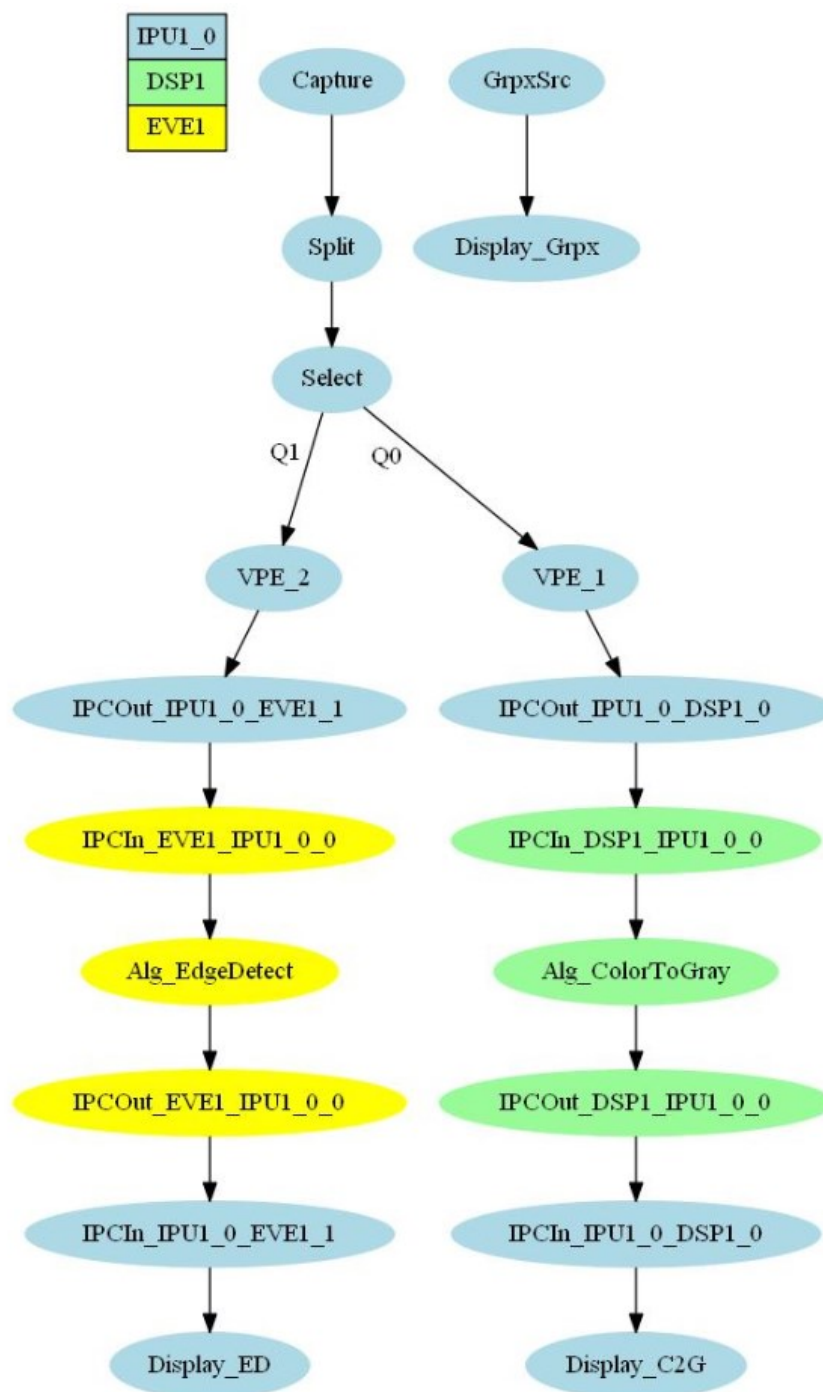 IPU1_0
DSP1
EVE1
Capture
GrpxSrc
Split
Display_Grpx
Select
Q1
Q0
VPE_2
VPE_1
IPCOut_IPU1_0_EVE1_1
IPCOut_IPU1_0_DSP1_0
IPCIn_EVE1_IPU1_0_0
IPCIn_DSP1_IPU1_0_0
Alg_EdgeDetect
Alg_ColorToGray
IPCOut_EVE1_IPU1_0_0
IPCOut_DSP1_IPU1_0_0
IPCIn_IPU1_0_EVE1_1
IPCIn_IPU1_0_DSP1_0
Display_ED
Display_C2G